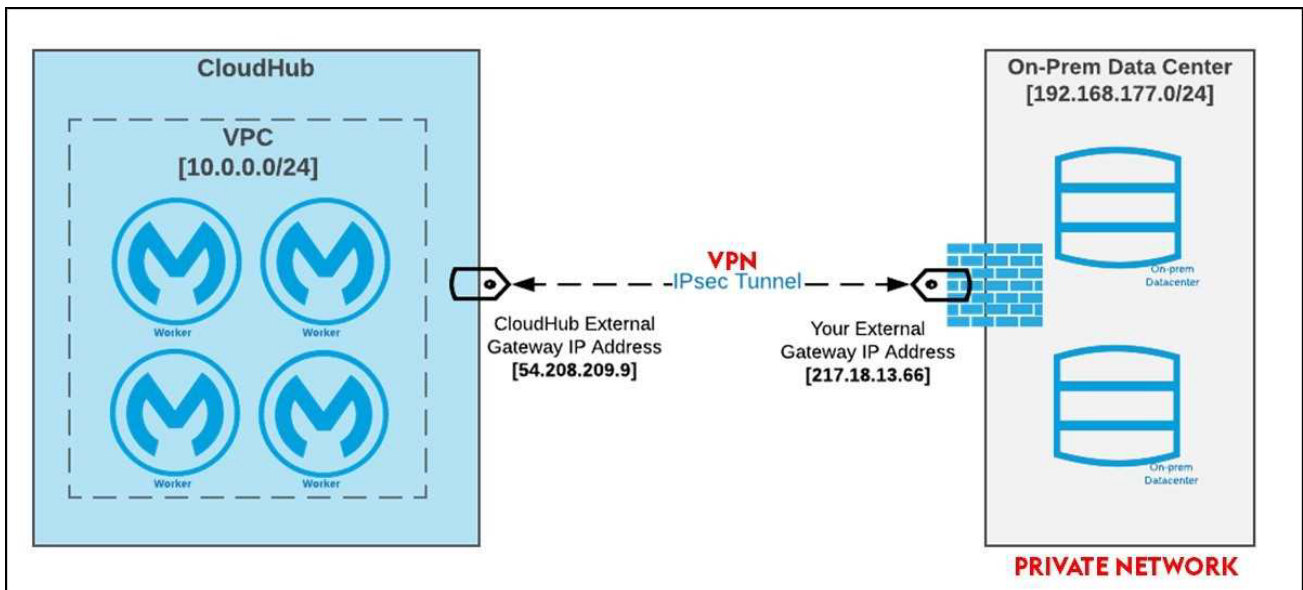 CloudHub
VPC
[10.0.0.0/24]
Worker
Worker
Worker
Worker
CloudHub External
Gateway IP Address
[54.208.209.9]
VPN
IPsec Tunnel
Your External
Gateway IP Address
[217.18.13.66]
On-Prem Data Center
[192.168.177.0/24]
On-prem
Datacenter
On-prem
Datacenter
PRIVATE NETWORK